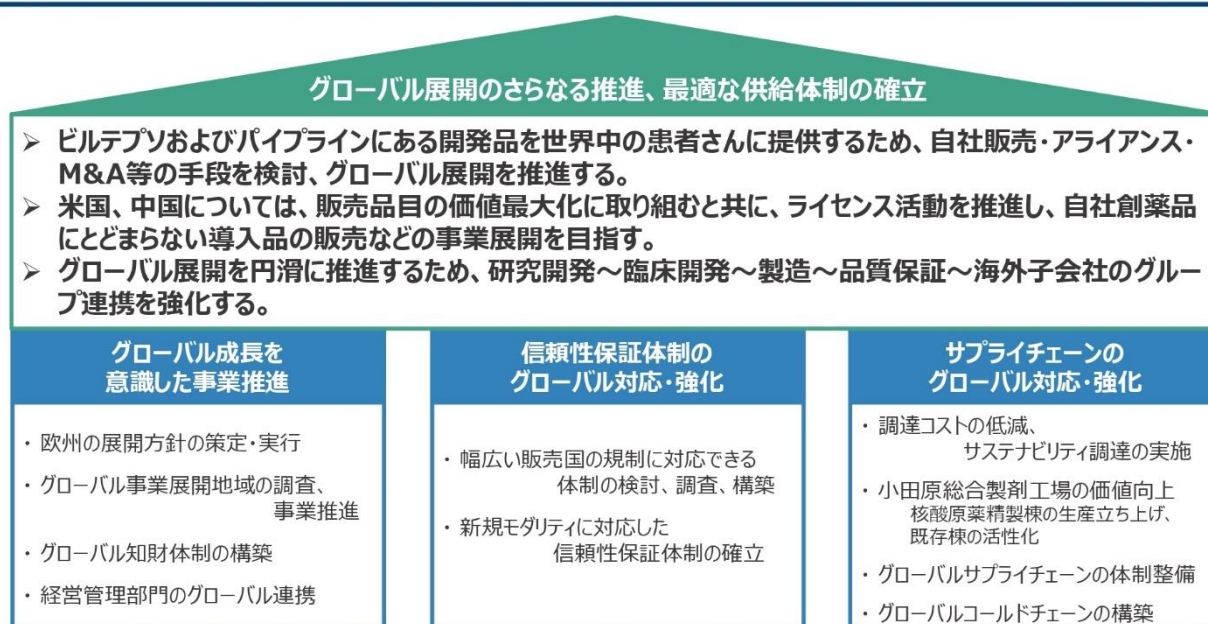 グローバル展開のさらなる推進、最適な供給体制の確立
➢ ビルテプソおよびパイプラインにある開発品を世界中の患者さんに提供するため、自社販売・アライアンス・
M&A等の手段を検討、グローバル展開を推進する。
➢ 米国、中国については、販売品目の価値最大化に取り組むと共に、ライセンス活動を推進し、自社創薬品
にとどまらない導入品の販売などの事業展開を目指す。
➢ グローバル展開を円滑に推進するため、研究開発～臨床開発～製造～品質保証～海外子会社のグルー
プ連携を強化する。
グローバル成長を
意識した事業推進
・ 欧州の展開方針の策定・実行
・ グローバル事業展開地域の調査、
事業推進
・ グローバル知財体制の構築
・ 経営管理部門のグローバル連携
信頼性保証体制の
グローバル対応・強化
・ 幅広い販売国の規制に対応できる
体制の検討、調査、構築
・ 新規モダリティに対応した
信頼性保証体制の確立
サプライチェーンの
グローバル対応・強化
・ 調達コストの低減、
サステナビリティ調達の実施
・ 小田原総合製剤工場の価値向上
核酸原薬精製棟の生産立ち上げ、
既存棟の活性化
・ グローバルサプライチェーンの体制整備
・ グローバルコールドチェーンの構築